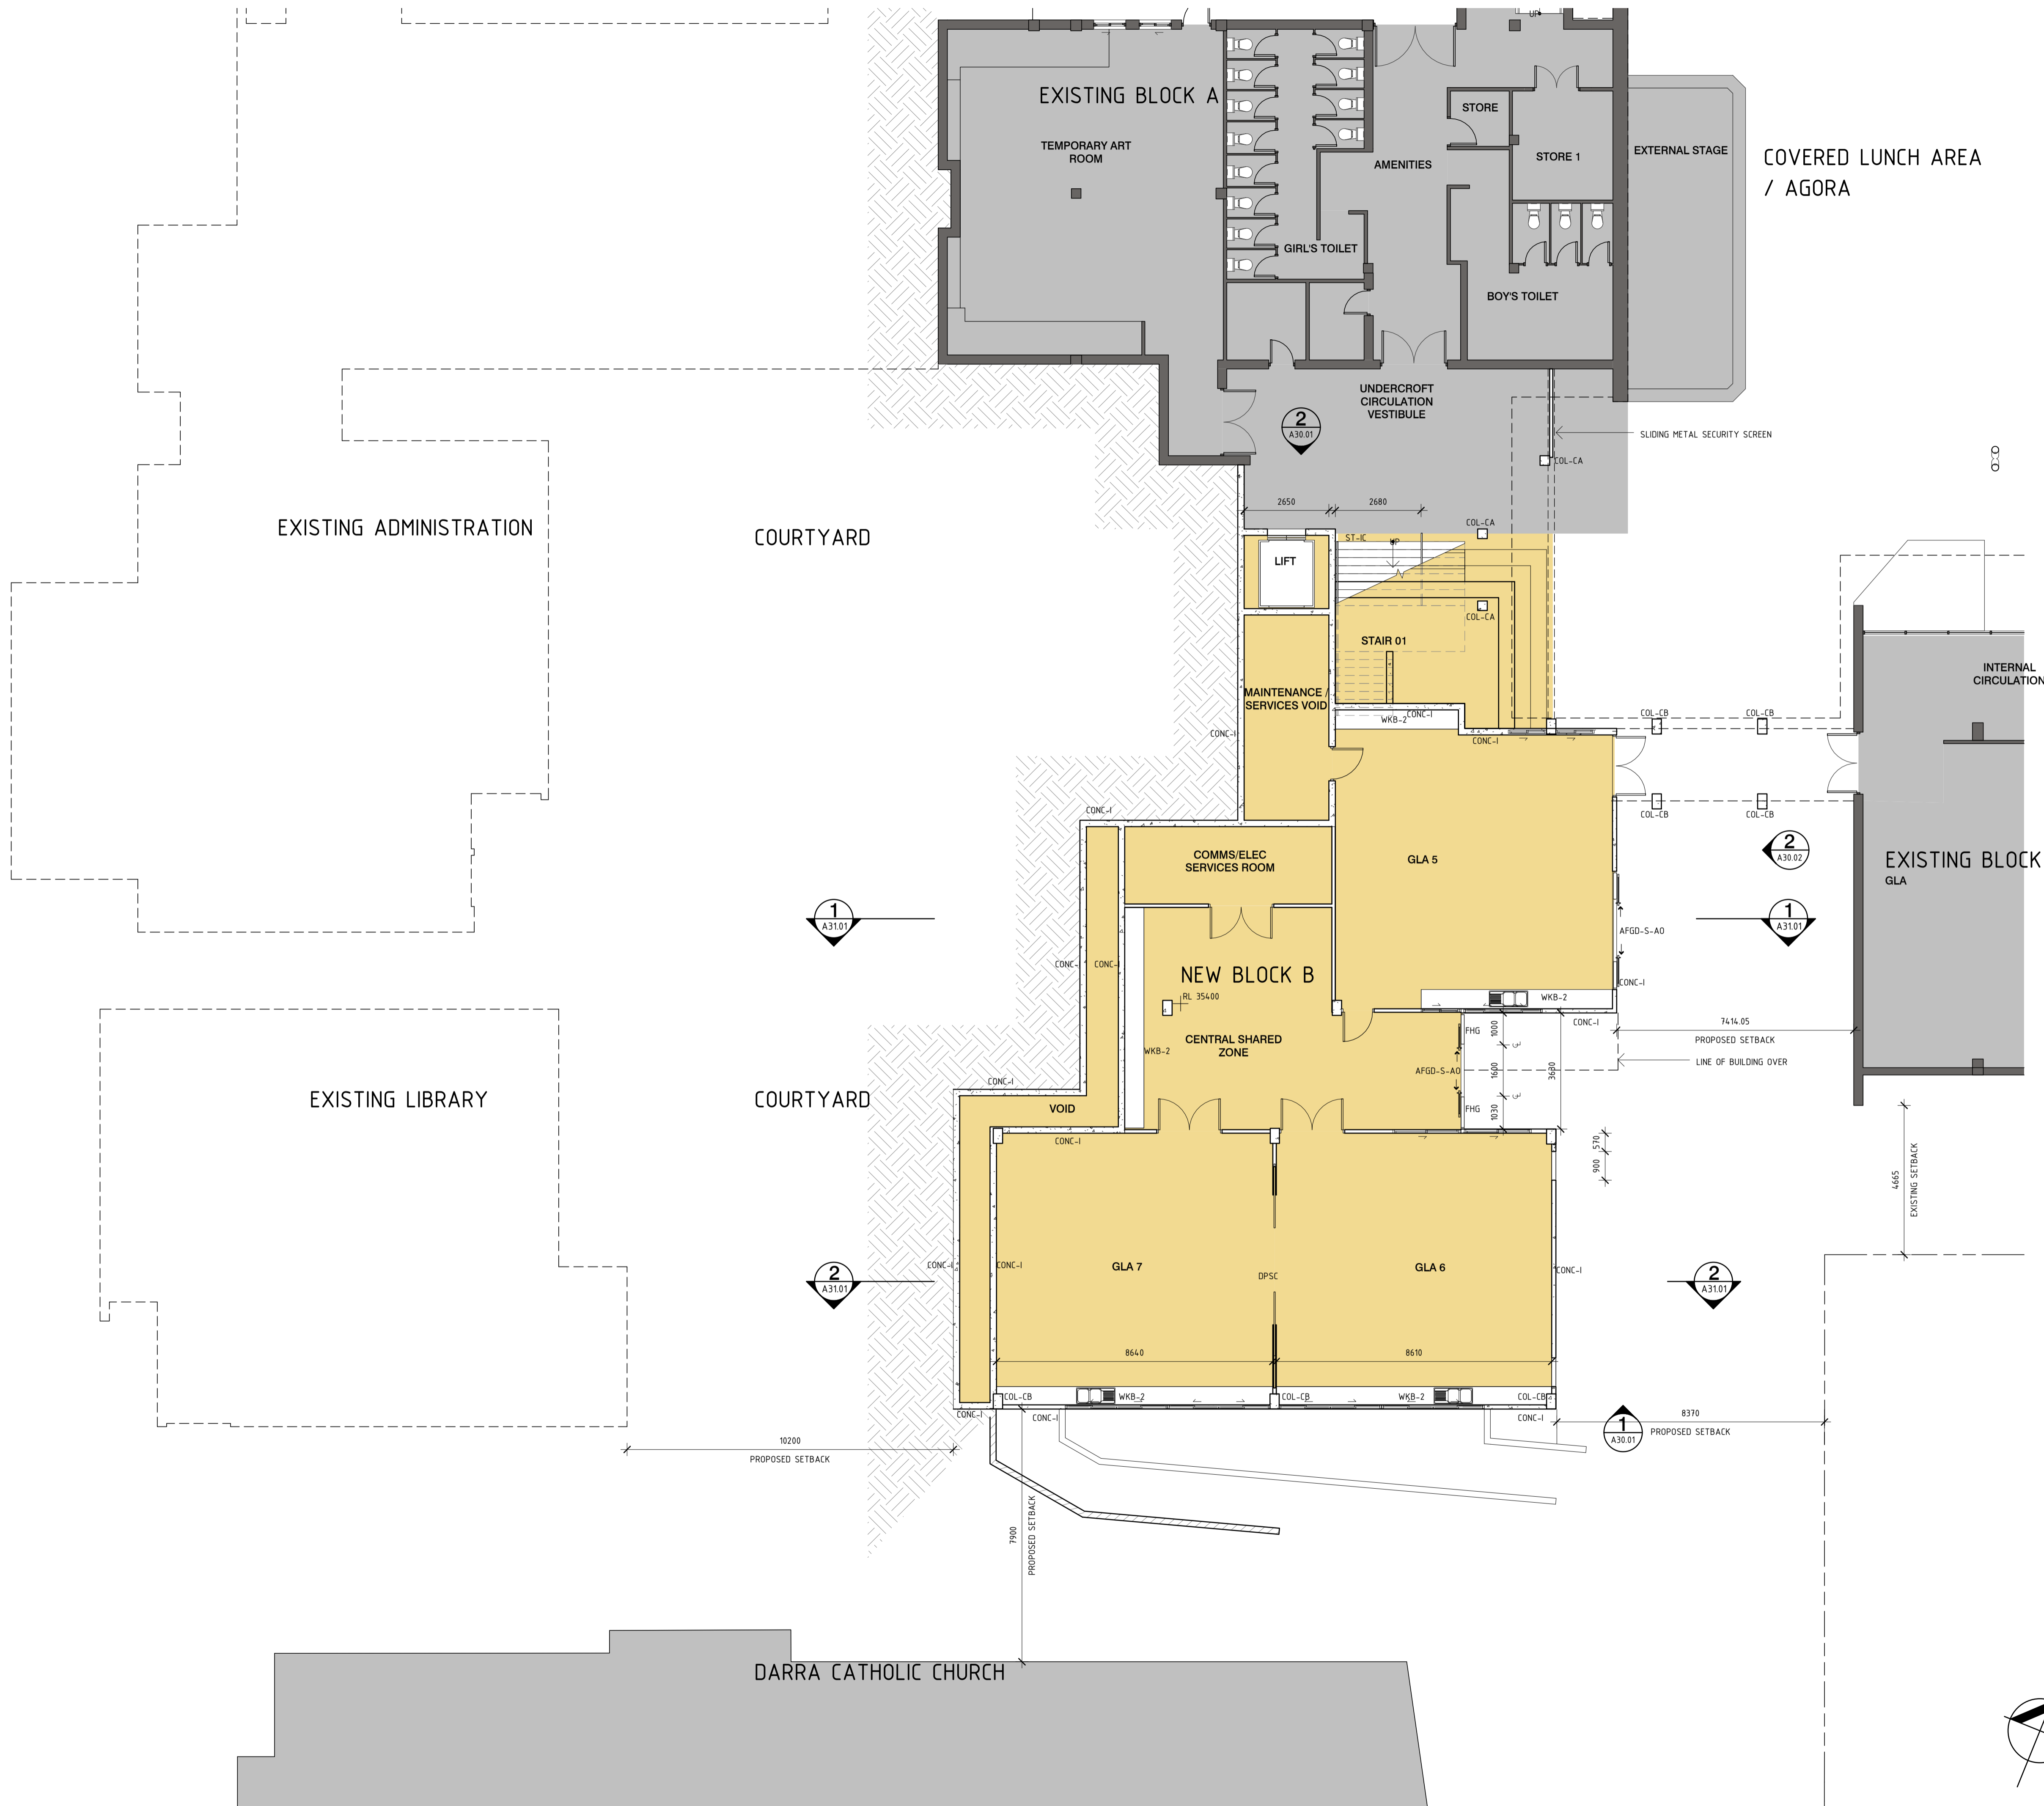 UP
EXISTING BLOCK A
STORE
TEMPORARY ART
ROOM
STORE 1
EXTERNAL STAGE
COVERED LUNCH AREA
/ AGORA
AMENITIES
GIRL'S TOILET
BOY'S TOILET
UNDERCROFT
CIRCULATION
VESTIBULE
2
A30.01
SLIDING METAL SECURITY SCREEN
COL-CA
2650
2680
EXISTING ADMINISTRATION
COURTYARD
COL-CA
ST-IC
UP
LIFT
COL-CA
STAIR 01
INTERNAL
CIRCULATION
MAINTENANCE /
SERVICES VOID
CONC-I
WKB-2
CONC-I
CONC-I
COL-CB
COL-CB
CONC-I
COL-CB
COL-CB
COMMS/ELEC
SERVICES ROOM
GLA 5
2
A30.02
EXISTING BLOCK
GLA
1
A31.01
1
A31.01
AFGD-S-AO
CONC-I
CONC-I
NEW BLOCK B
RL 35400
CONC-I
WKB-2
CENTRAL SHARED
ZONE
WKB-2
FHG
1000
CONC-I
7414.05
PROPOSED SETBACK
LINE OF BUILDING OVER
AFGD-S-AO
1600
3630
FHG
1030
CONC-I
EXISTING LIBRARY
COURTYARD
VOID
CONC-I
570
900
4665
EXISTING SETBACK
CONC-I
CONC-I
GLA 7
DPSC
GLA 6
CONC-I
2
A31.01
2
A31.01
8640
8610
COL-CB
WKB-2
COL-CB
WKB-2
COL-CB
CONC-I
CONC-I
CONC-I
1
A30.01
8370
PROPOSED SETBACK
10200
PROPOSED SETBACK
7900
PROPOSED SETBACK
DARRA CATHOLIC CHURCH